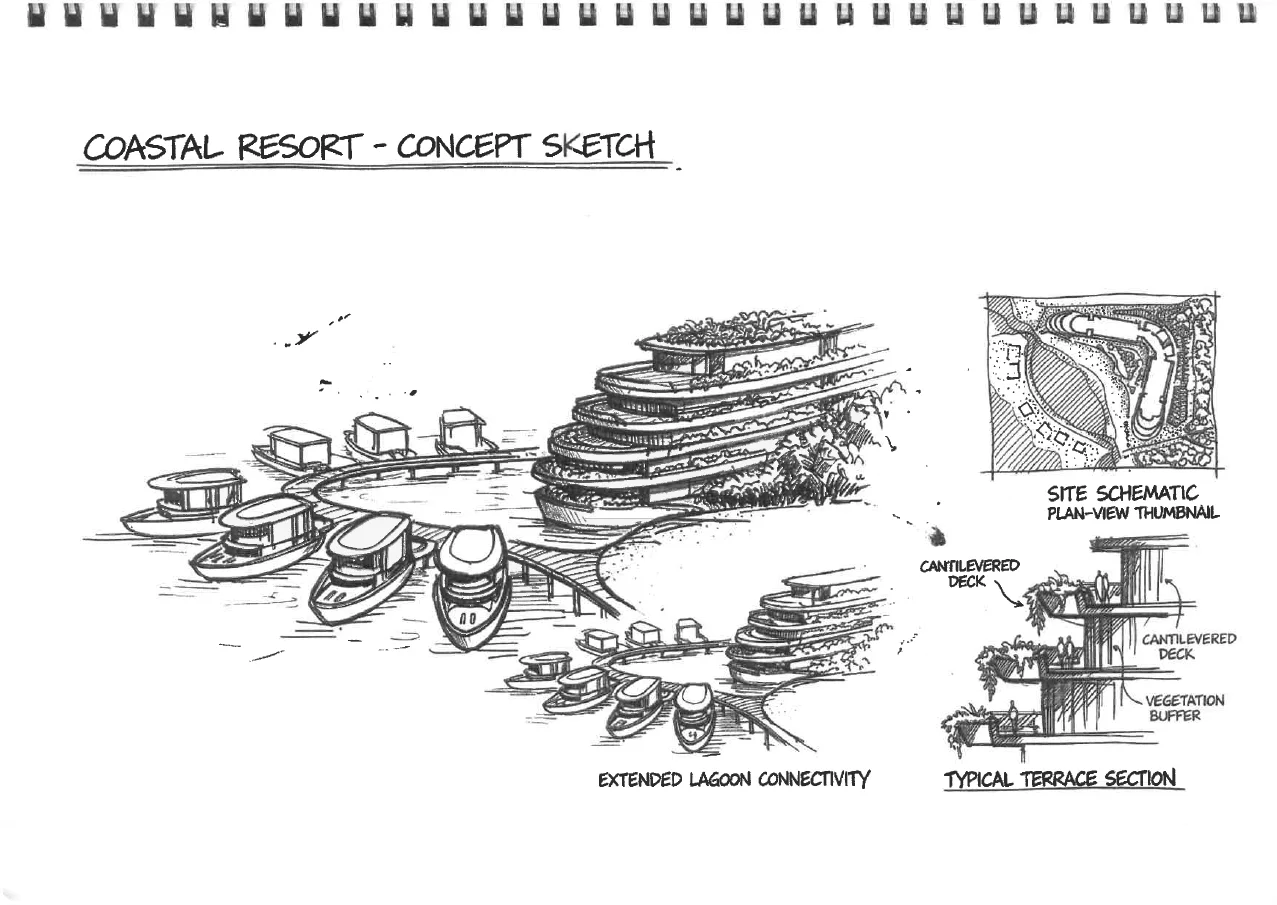 COASTAL RESORT - CONCEPT SKETCH
SITE SCHEMATIC
PLAN-VIEW THUMBNAIL
CANTILEVERED
DECK
CANTILEVERED
DECK
VEGETATION
BUFFER
EXTENDED LAGOON CONNECTIVITY
TYPICAL TERRACE SECTION